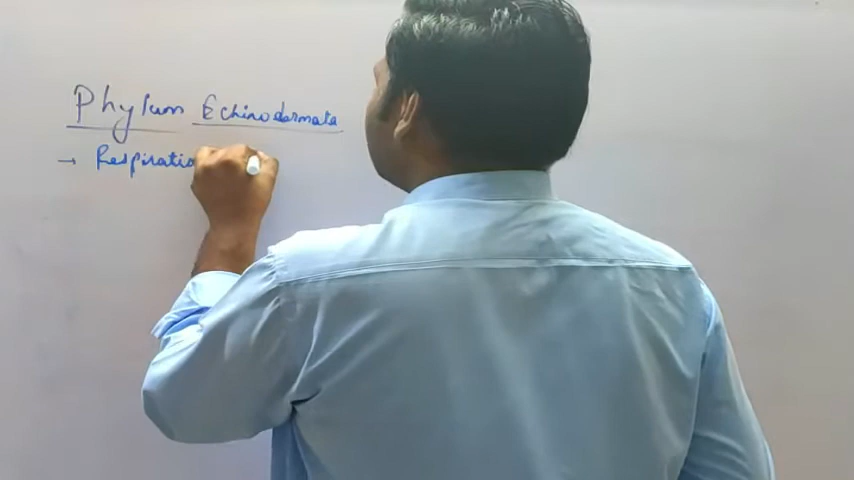 Phylum Echinodermata
→ Respiratio